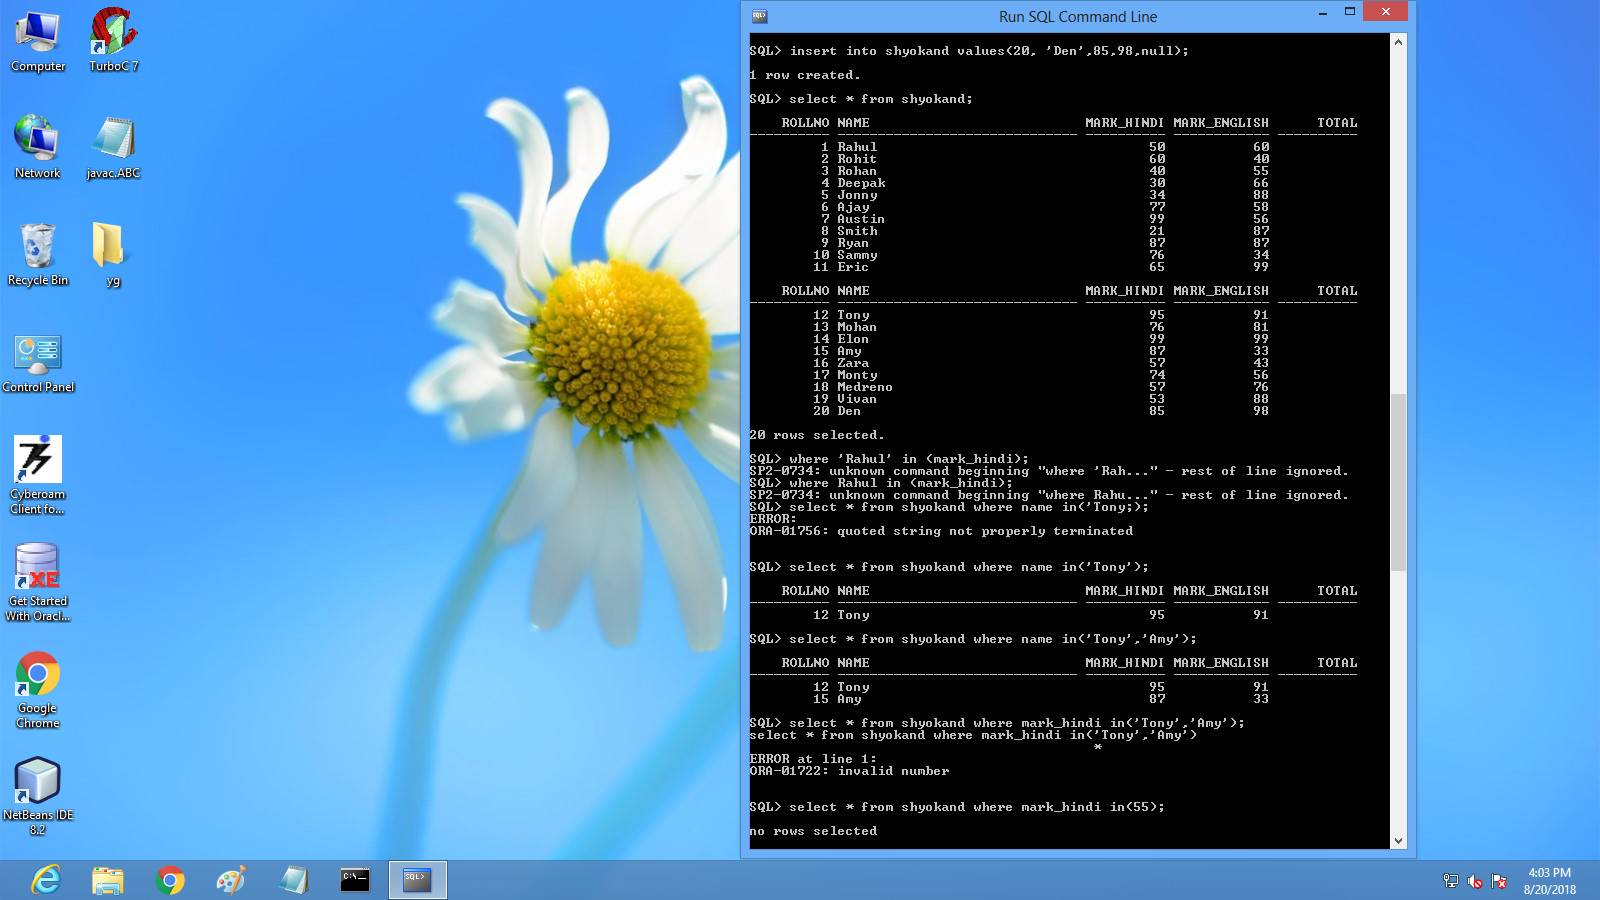 Computer
TurboC 7
Network
javac.ABC
Recycle Bin
yg
Control Panel
Cyberoam
Client fo...
XE
Get Started
With Oracl...
Google
Chrome
NetBeans IDE
8.2
Run SQL Command Line
SQL> insert into shyokand values(20, 'Den',85,98,null);
1 row created.
SQL> select * from shyokand;
ROLLNO NAME MARK_HINDI MARK_ENGLISH TOTAL
---------- ------------------------------ ---------- ------------ ----------
1 Rahul 50 60
2 Rohit 60 40
3 Rohan 40 55
4 Deepak 30 66
5 Jonny 34 88
6 Ajay 77 58
7 Austin 99 56
8 Smith 21 87
9 Ryan 87 87
10 Sammy 76 34
11 Eric 65 99
ROLLNO NAME MARK_HINDI MARK_ENGLISH TOTAL
---------- ------------------------------ ---------- ------------ ----------
12 Tony 95 91
13 Mohan 76 81
14 Elon 99 99
15 Amy 87 33
16 Zara 57 43
17 Monty 74 56
18 Medreno 57 76
19 Vivan 53 88
20 Den 85 98
20 rows selected.
SQL> where 'Rahul' in (mark_hindi);
SP2-0734: unknown command beginning "where 'Rah..." - rest of line ignored.
SQL> where Rahul in (mark_hindi);
SP2-0734: unknown command beginning "where Rahu..." - rest of line ignored.
SQL> select * from shyokand where name in('Tony;);
ERROR:
ORA-01756: quoted string not properly terminated
SQL> select * from shyokand where name in('Tony');
ROLLNO NAME MARK_HINDI MARK_ENGLISH TOTAL
---------- ------------------------------ ---------- ------------ ----------
12 Tony 95 91
SQL> select * from shyokand where name in('Tony','Amy');
ROLLNO NAME MARK_HINDI MARK_ENGLISH TOTAL
---------- ------------------------------ ---------- ------------ ----------
12 Tony 95 91
15 Amy 87 33
SQL> select * from shyokand where mark_hindi in('Tony','Amy');
select * from shyokand where mark_hindi in('Tony','Amy')
*
ERROR at line 1:
ORA-01722: invalid number
SQL> select * from shyokand where mark_hindi in(55);
no rows selected
C:\-
SQL>
4:03 PM
8/20/2018